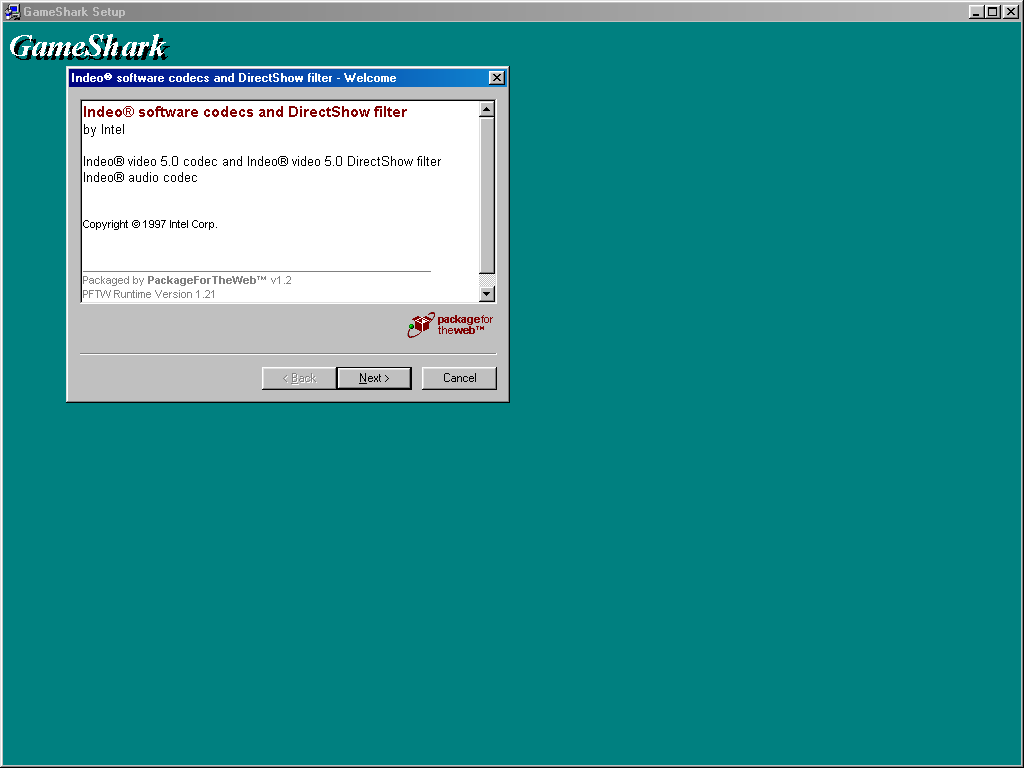 GameShark Setup
GameShark
Indeo® software codecs and DirectShow filter - Welcome
Indeo® software codecs and DirectShow filter
by Intel
Indeo® video 5.0 codec and Indeo® video 5.0 DirectShow filter
Indeo® audio codec
Copyright © 1997 Intel Corp.
Packaged by PackageForTheWeb™ v1.2
PFTW Runtime Version 1.21
packagefor
theweb™
< Back
Next >
Cancel